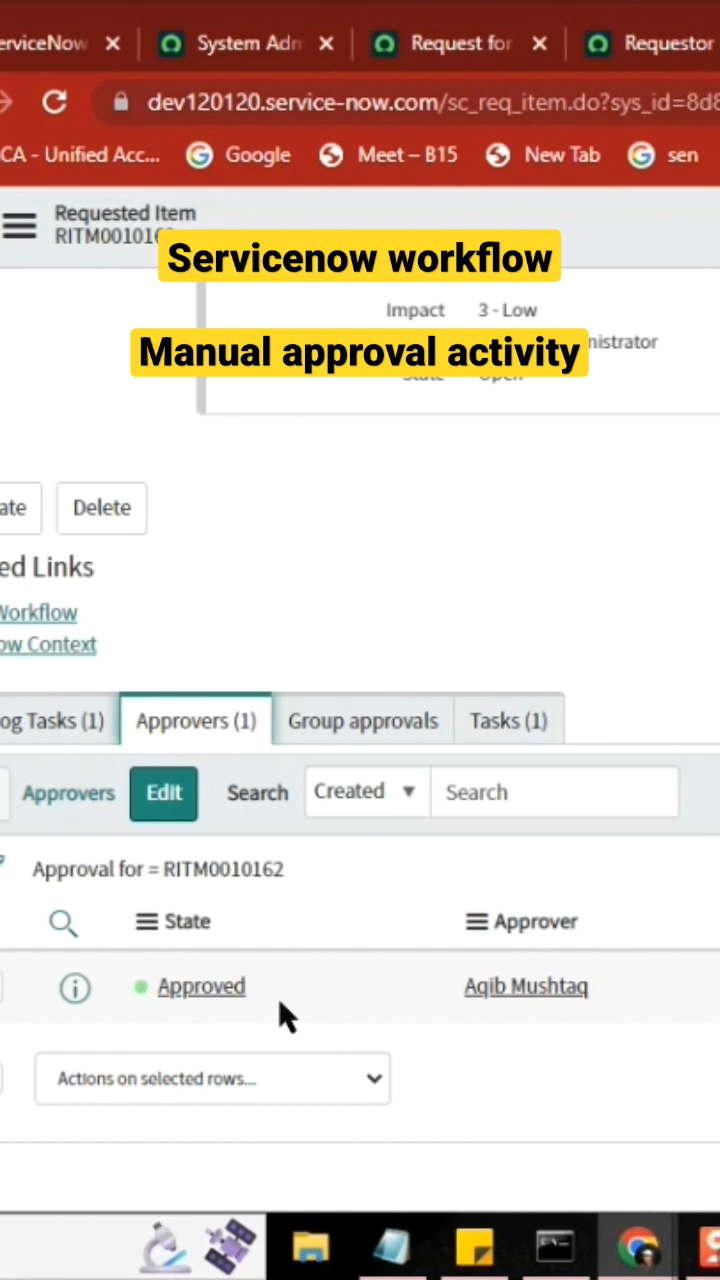 erviceNow
System Adm
Request for
Requestor
dev120120.service-now.com/sc_req_item.do?sys_id=8d8
CA - Unified Acc...
Google
Meet – B15
New Tab
sen
Requested Item
RITM001016
Servicenow workflow
Impact 3 - Low
Manual approval activity
nistrator
State Open
ate
Delete
ed Links
Workflow
ow Context
og Tasks (1)
Approvers (1)
Group approvals
Tasks (1)
Approvers
Edit
Search
Created
Search
Approval for = RITM0010162
State
Approver
Approved
Aqib Mushtaq
Actions on selected rows...